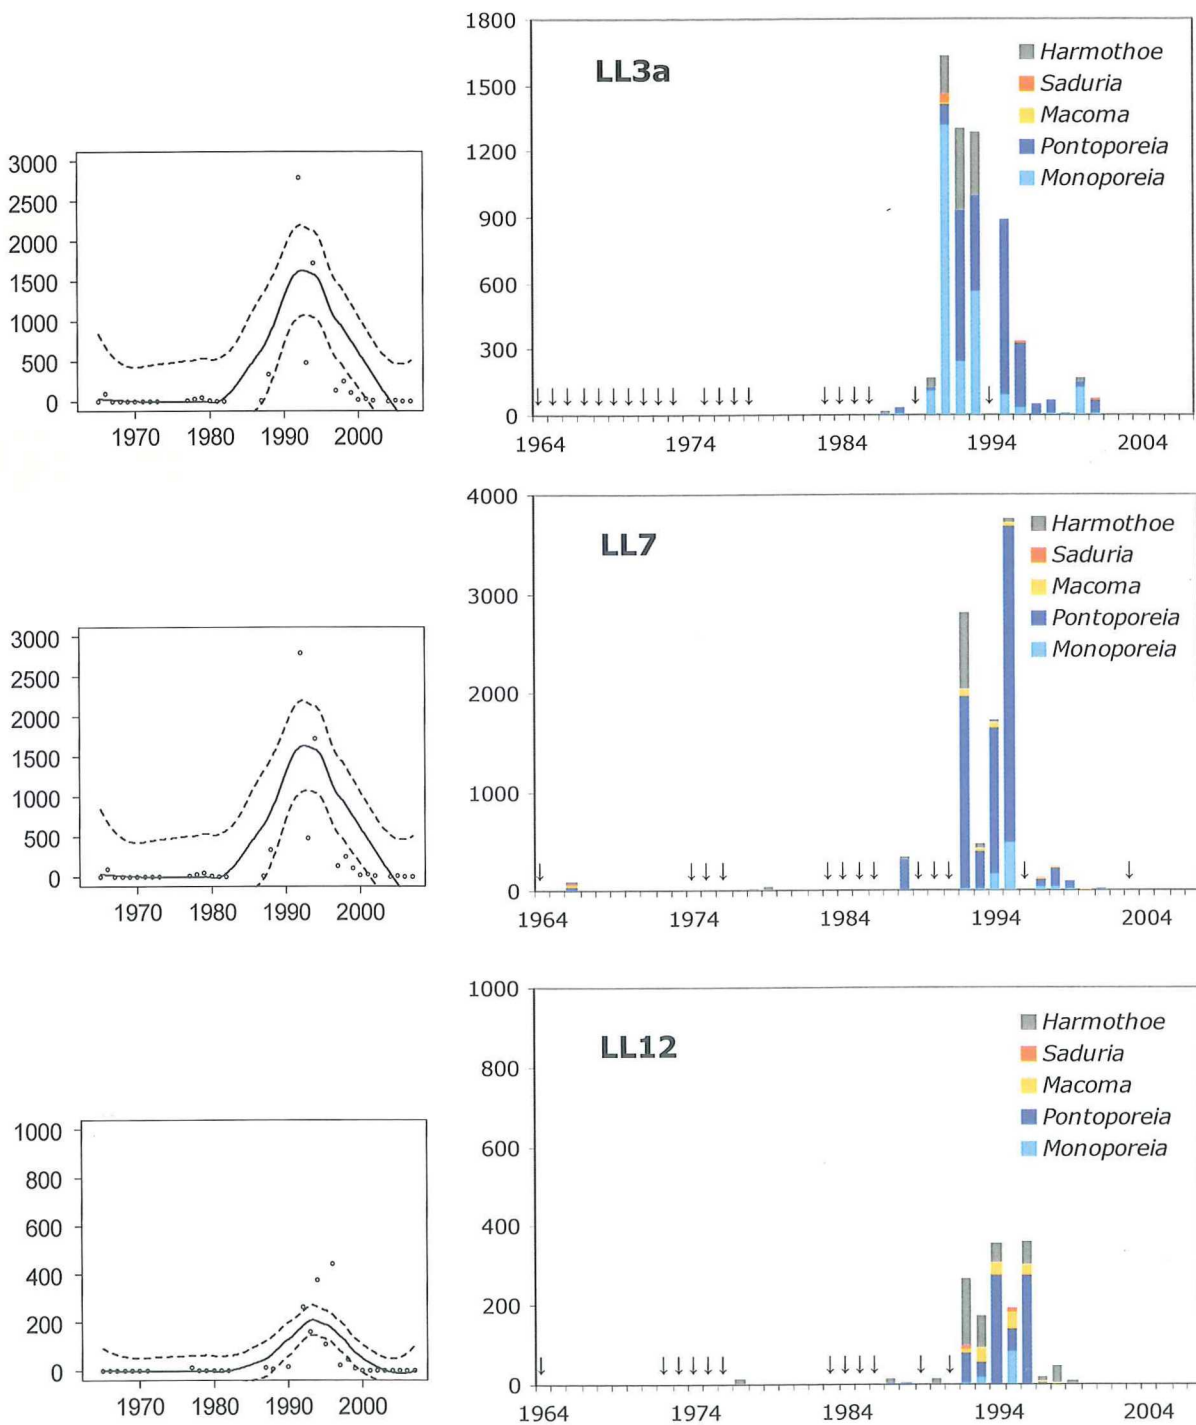 1800
1500
1200
900
600
300
0
LL3a
Harmothoe
Saduria
Macoma
Pontoporeia
Monoporeia
↓↓↓↓↓↓↓↓↓↓ ↓↓↓↓ ↓↓↓↓ ↓ ↓
1964 1974 1984 1994 2004
3000
2500
2000
1500
1000
500
0
1970 1980 1990 2000
4000
3000
2000
1000
0
LL7
Harmothoe
Saduria
Macoma
Pontoporeia
Monoporeia
↓ ↓↓↓ ↓↓↓↓ ↓↓↓ ↓ ↓
1964 1974 1984 1994 2004
3000
2500
2000
1500
1000
500
0
1970 1980 1990 2000
1000
800
600
400
200
0
LL12
Harmothoe
Saduria
Macoma
Pontoporeia
Monoporeia
↓ ↓↓↓↓↓ ↓↓↓↓ ↓ ↓
1964 1974 1984 1994 2004
1000
800
600
400
200
0
1970 1980 1990 2000